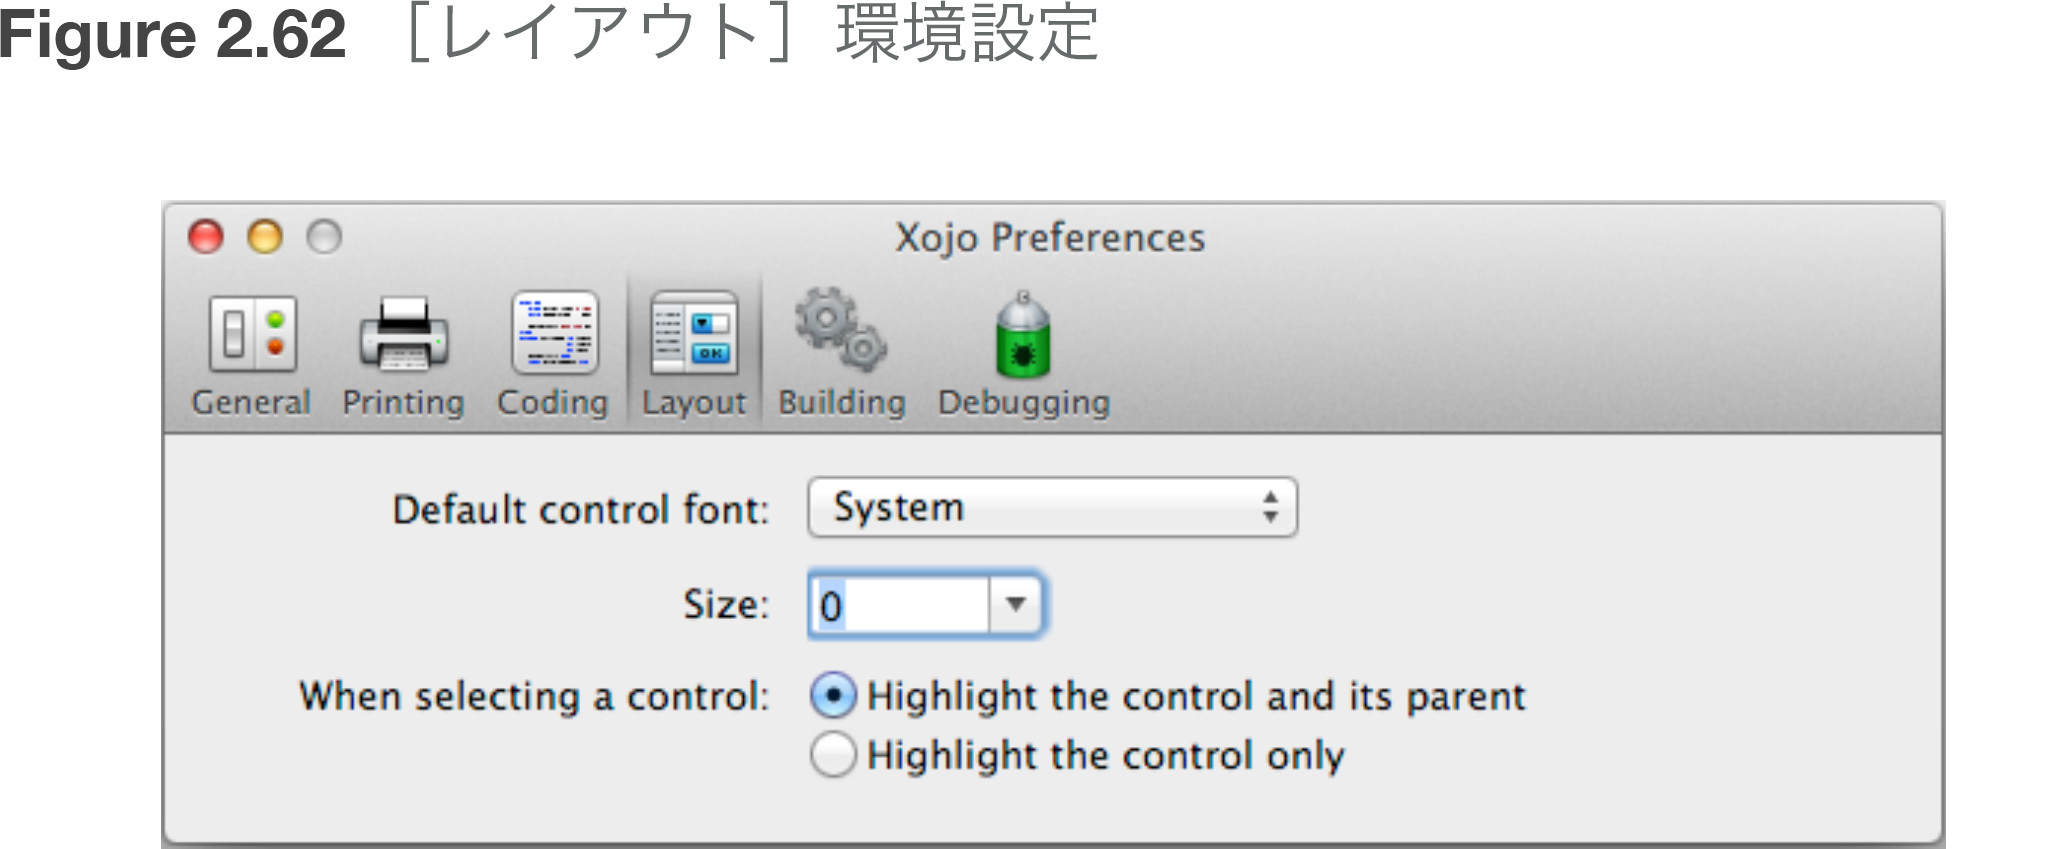 Figure 2.62 ［レイアウト］環境設定
Xojo Preferences
General Printing Coding Layout Building Debugging
Default control font: System
Size: 0
When selecting a control: Highlight the control and its parent
Highlight the control only
OK